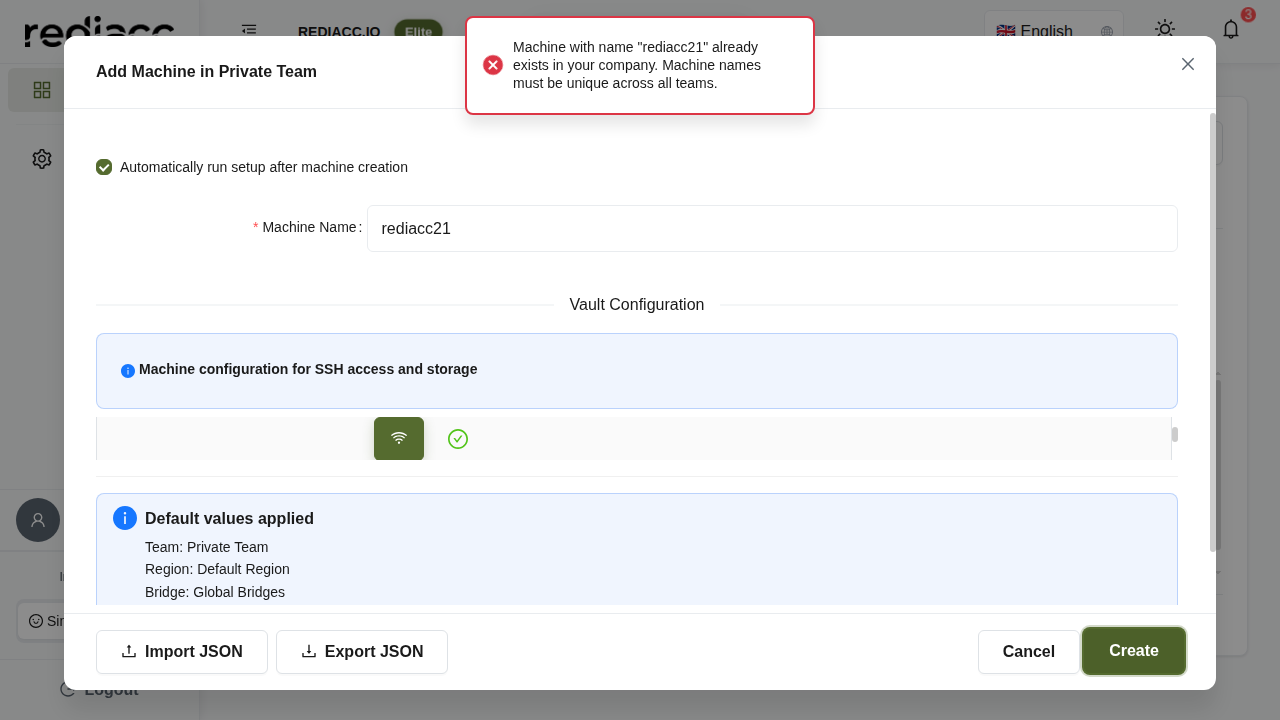 rediacc
REDIACC.IO
Elite
English
3
Machine with name "rediacc21" already
exists in your company. Machine names
must be unique across all teams.
Add Machine in Private Team
Automatically run setup after machine creation
* Machine Name :
rediacc21
Vault Configuration
Machine configuration for SSH access and storage
Default values applied
Team: Private Team
Region: Default Region
Bridge: Global Bridges
Import JSON
Export JSON
Cancel
Create
Logout